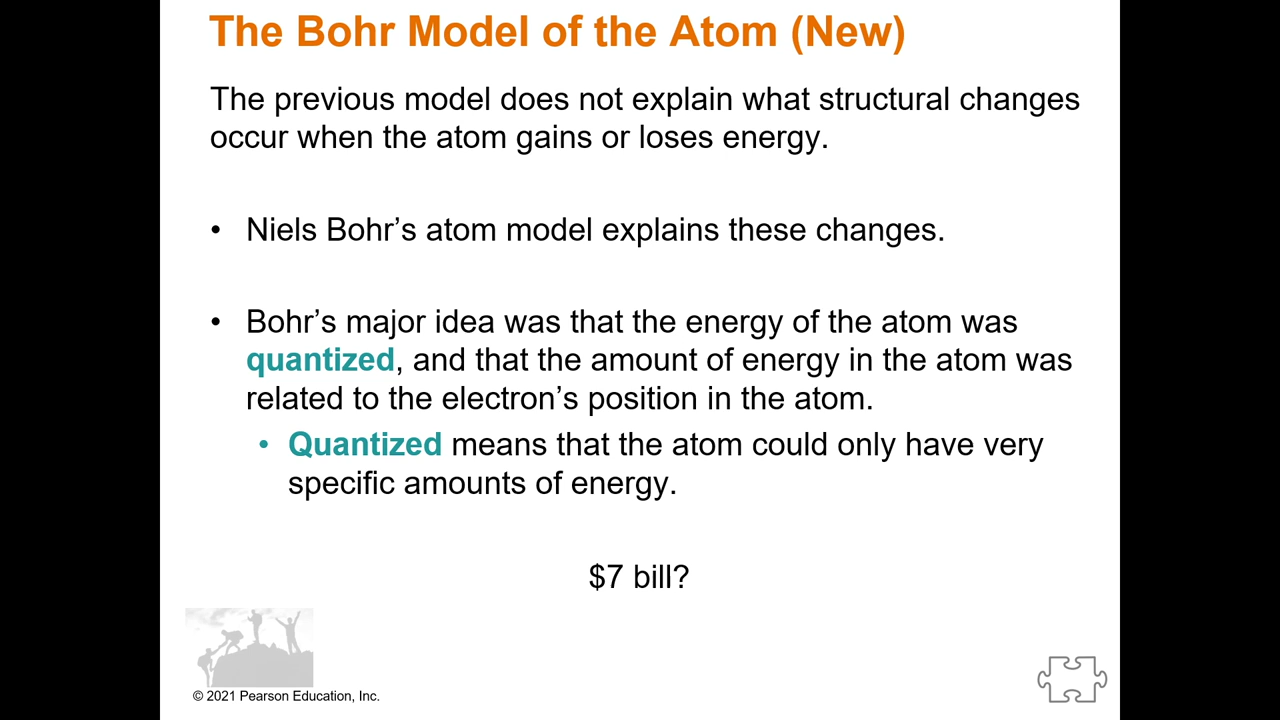 The Bohr Model of the Atom (New)
The previous model does not explain what structural changes
occur when the atom gains or loses energy.
• Niels Bohr’s atom model explains these changes.
• Bohr’s major idea was that the energy of the atom was
quantized, and that the amount of energy in the atom was
related to the electron’s position in the atom.
• Quantized means that the atom could only have very
specific amounts of energy.
$7 bill?
© 2021 Pearson Education, Inc.